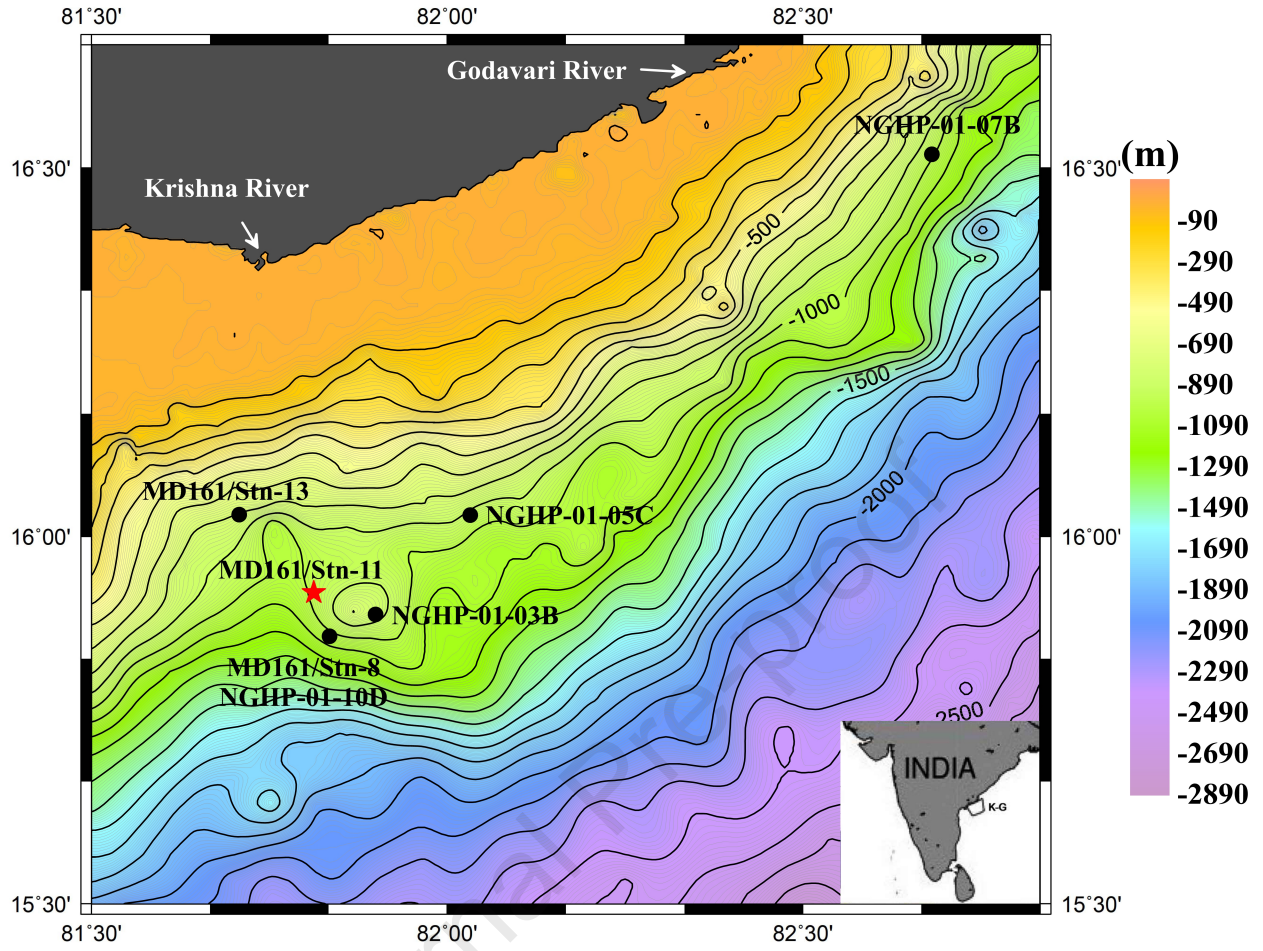 81°30' 82°00' 82°30'
Godavari River
NGHP-01-07B
(m)
16°30' 16°30'
Krishna River
-90
-500
-290
-490
-1000
-690
-890
-1500
-1090
-1290
MD161/Stn-13
-2000
-1490
NGHP-01-05C
16°00' 16°00'
-1690
MD161/Stn-11
-1890
NGHP-01-03B
-2090
MD161/Stn-8
-2290
NGHP-01-10D
2500
-2490
INDIA
-2690
K-G
-2890
15°30' 15°30'
81°30' 82°00' 82°30'
nal Pre-proof